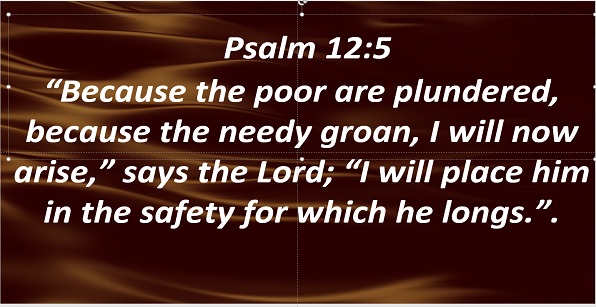 Psalm 12:5
“Because the poor are plundered,
because the needy groan, I will now
arise,” says the Lord; “I will place him
in the safety for which he longs.”.